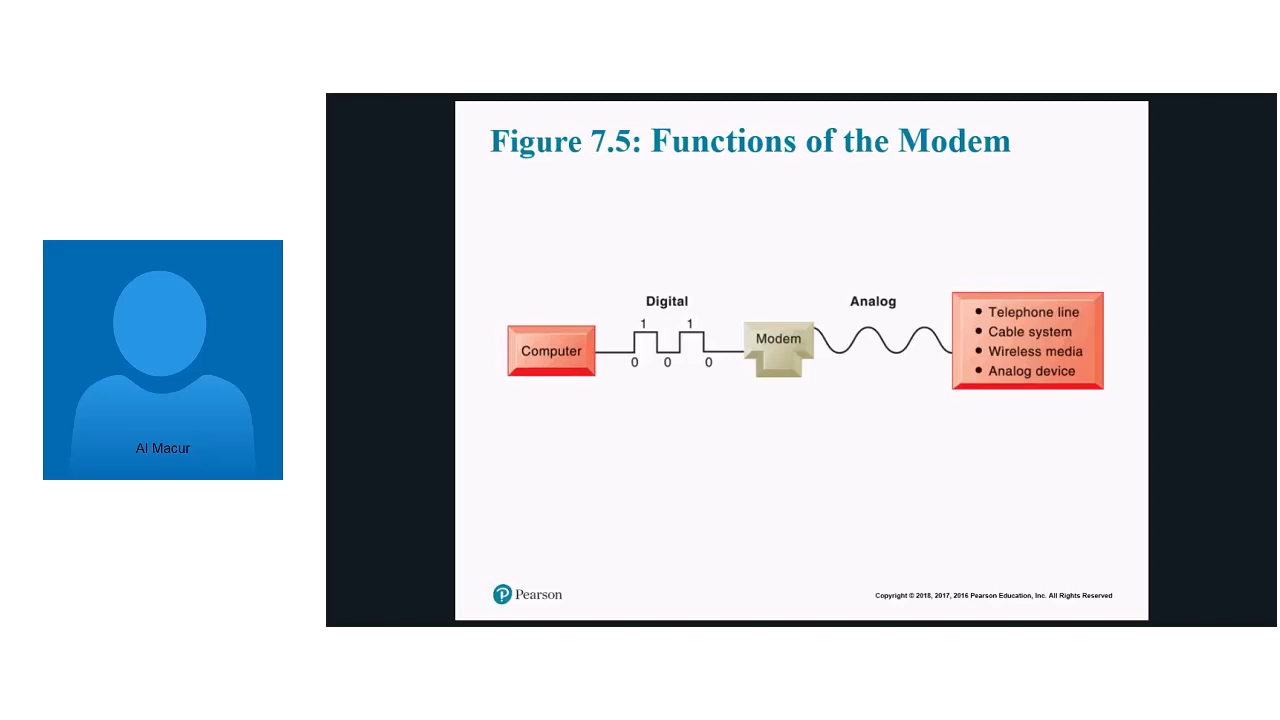 Figure 7.5: Functions of the Modem
Digital
Analog
1 1
Computer
0 0 0
Modem
• Telephone line
• Cable system
• Wireless media
• Analog device
Al Macur
Pearson
Copyright © 2018, 2017, 2016 Pearson Education, Inc. All Rights Reserved